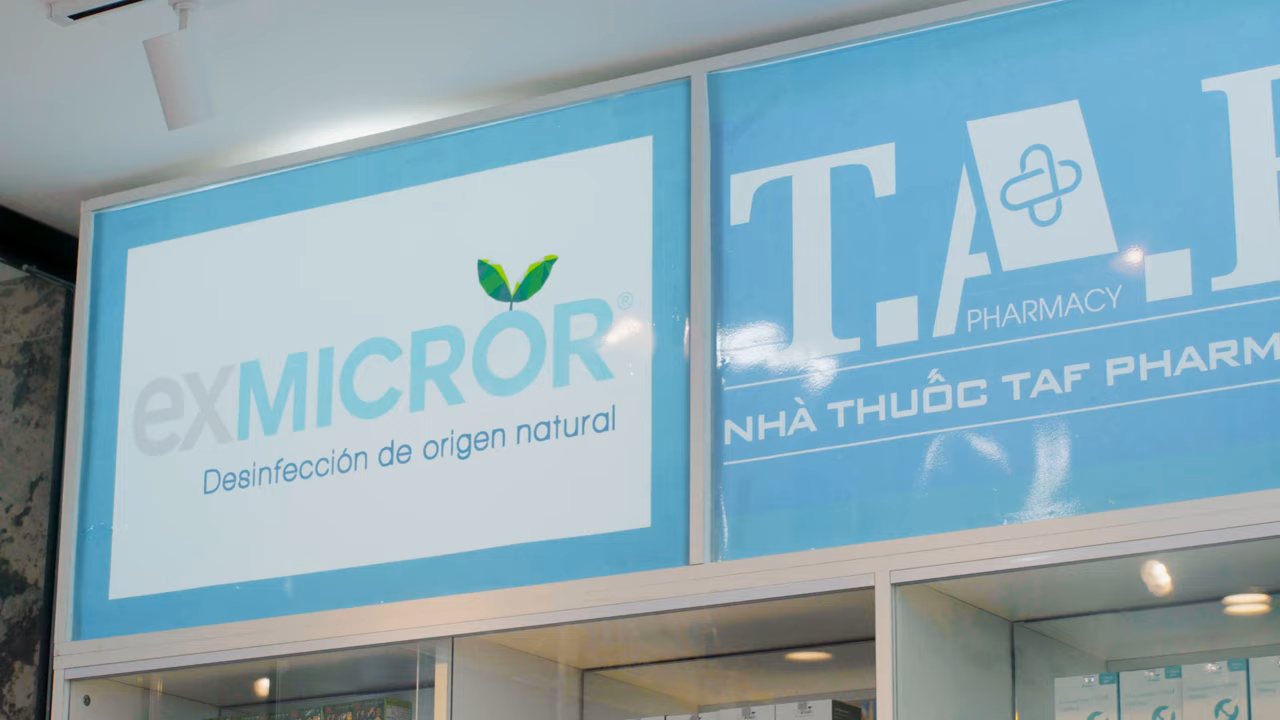 exMICROR®
Desinfección de origen natural
T.A.
PHARMACY
NHÀ THUỐC TAF PHARM